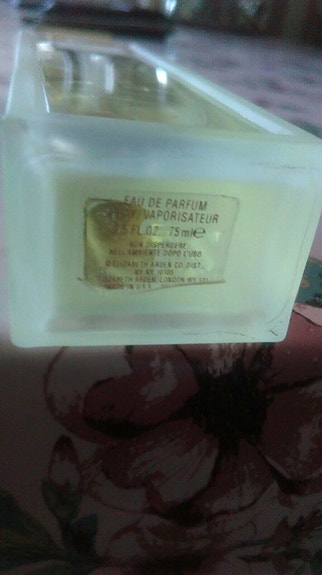 EAU DE PARFUM
SPRAY/VAPORISATEUR
2.5 FL.OZ. 75 ml e
NON DISPERDERE
NELL'AMBIENTE DOPO L'USO
© ELIZABETH ARDEN CO. DIST.
NY. NY. 10105
ELIZABETH ARDEN, LONDON
MADE IN U.S.